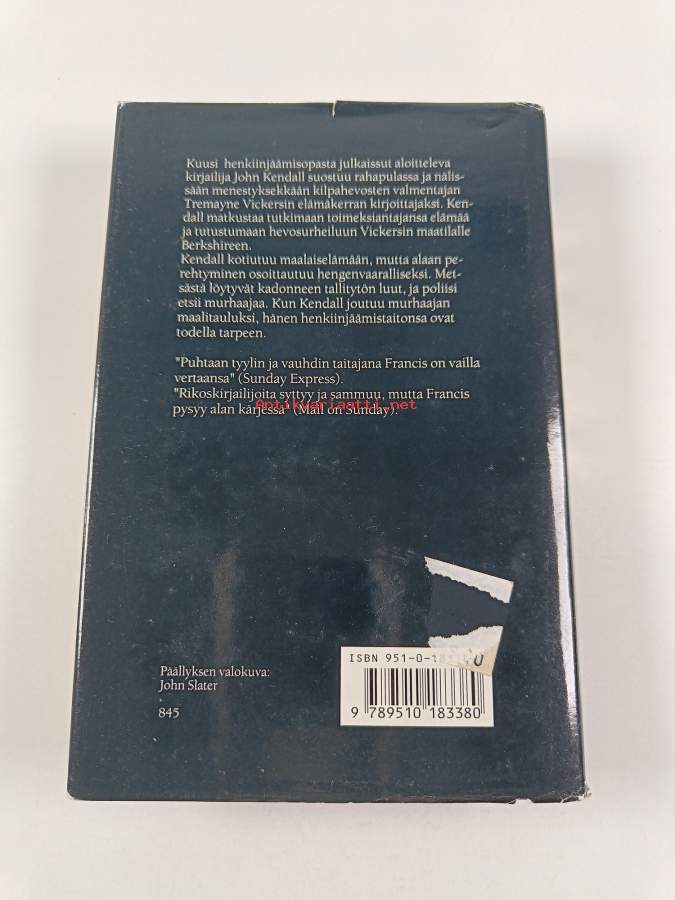 Kuusi henkiinjäämisopasta julkaissut aloitteleva
kirjailija John Kendall suostuu rahapulassa ja nälis-
sään menestyksekkään kilpahevosten valmentajan
Tremayne Vickersin elämäkerran kirjoittajaksi. Ken-
dall matkustaa tutkimaan toimeksiantajansa elämää
ja tutustumaan hevosurheiluun Vickersin maatilalle
Berkshireen.
Kendall kotiutuu maalaiselämään, mutta alaan pe-
rehtyminen osoittautuu hengenvaaralliseksi. Met-
sästä löytyvät kadonneen tallitytön luut, ja poliisi
etsii murhaajaa. Kun Kendall joutuu murhaajan
maalitauluksi, hänen henkiinjäämistaitonsa ovat
todella tarpeen.
"Puhtaan tyylin ja vauhdin taitajana Francis on vailla
vertaansa" (Sunday Express).
"Rikoskirjailijoita syttyy ja sammuu, mutta Francis
pysyy alan kärjessä" (Mail on Sunday).
Antikvariaatti.net
ISBN 951-0-
Päällyksen valokuva:
John Slater
845
9 789510 183380